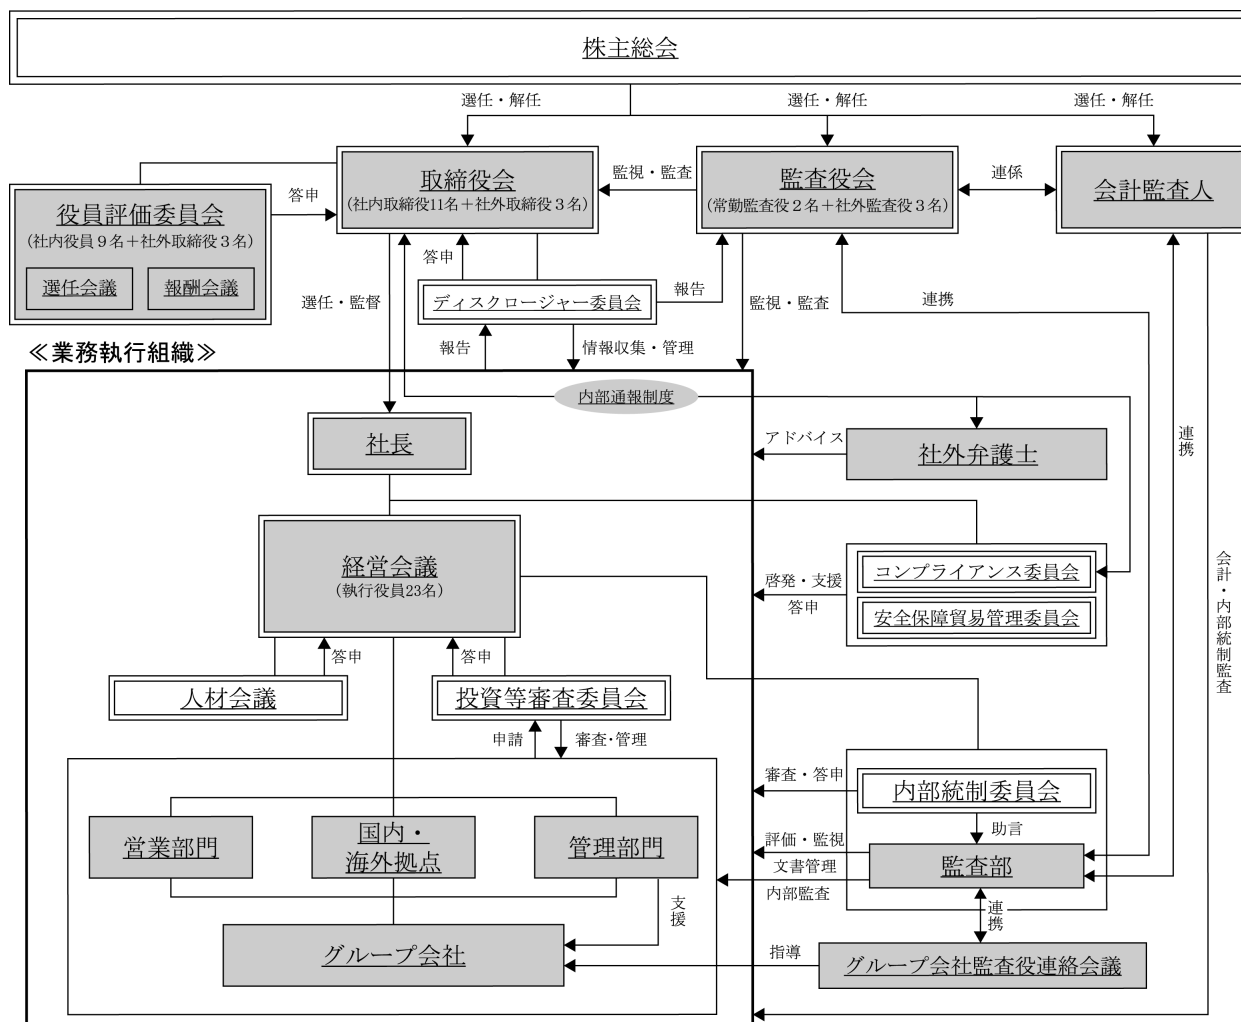 株主総会
選任・解任
選任・解任
選任・解任
取締役会
(社内取締役11名＋社外取締役３名)
監視・監査
監査役会
(常勤監査役２名＋社外監査役３名)
連係
会計監査人
役員評価委員会
(社内役員９名＋社外取締役３名)
選任会議
報酬会議
答申
答申
ディスクロージャー委員会
報告
選任・監督
監視・監査
連携
報告
情報収集・管理
≪業務執行組織≫
内部通報制度
社長
アドバイス
社外弁護士
連携
経営会議
(執行役員23名)
啓発・支援
答申
コンプライアンス委員会
安全保障貿易管理委員会
会計・内部統制監査
答申
答申
人材会議
投資等審査委員会
申請
審査・管理
審査・答申
内部統制委員会
助言
営業部門
国内・
海外拠点
管理部門
評価・監視
文書管理
内部監査
監査部
支援
連携
グループ会社
指導
グループ会社監査役連絡会議